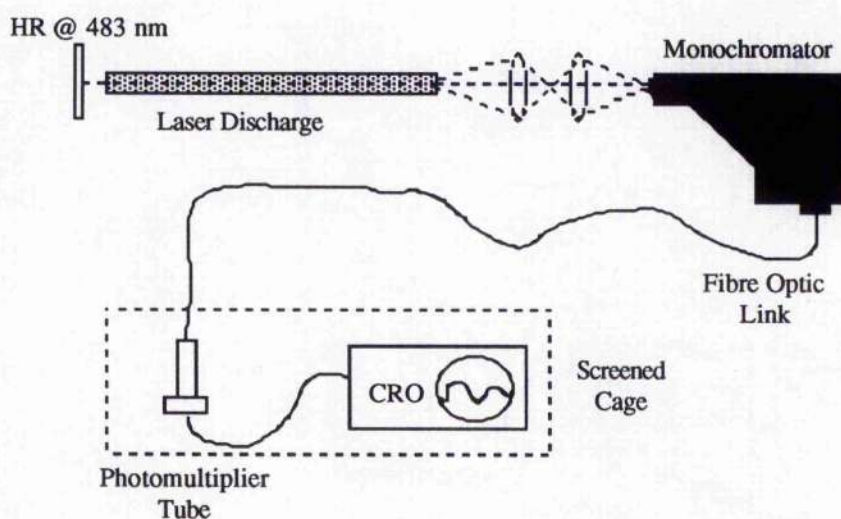 HR @ 483 nm
Monochromator
Laser Discharge
Fibre Optic
Link
CRO
Screened
Cage
Photomultiplier
Tube